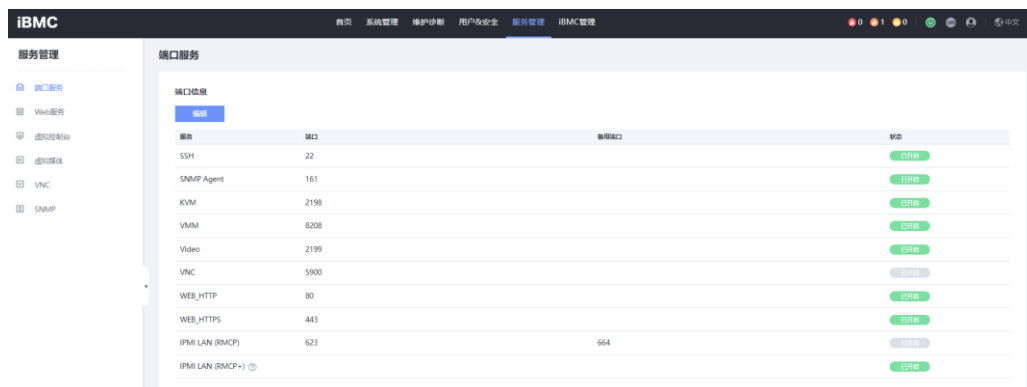 iBMC 首页 系统管理 维护诊断 用户&安全 服务管理 iBMC管理 0 1 0 中文
服务管理 端口服务
端口服务 端口信息
Web服务 编辑
虚拟控制台 服务 端口 备用端口 状态
虚拟媒体 SSH 22 已开启
VNC SNMP Agent 161 已开启
SNMP KVM 2198 已开启
VMM 8208 已开启
Video 2199 已开启
VNC 5900 已关闭
WEB_HTTP 80 已开启
WEB_HTTPS 443 已开启
IPMI LAN (RMCP) 623 664 已关闭
IPMI LAN (RMCP+) 已开启